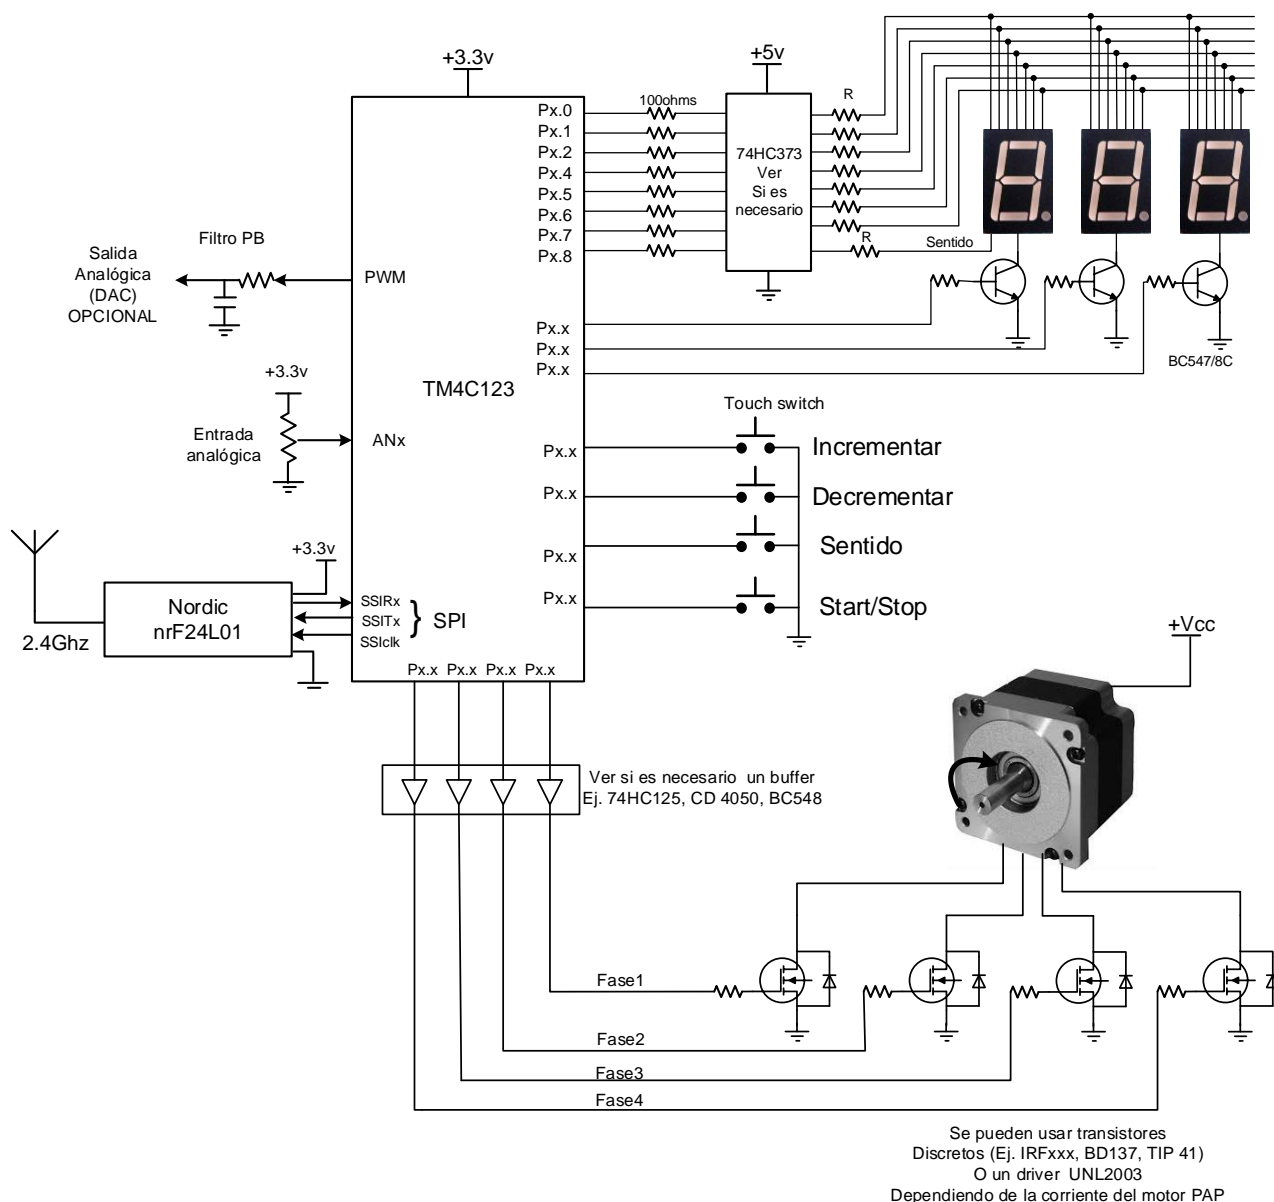 +3.3v
+5v
Px.0
Px.1
Px.2
Px.4
Px.5
Px.6
Px.7
Px.8
100ohms
74HC373
Ver
Si es
necesario
R
R
Sentido
BC547/8C
Filtro PB
Salida
Analógica
(DAC)
OPCIONAL
PWM
Px.x
Px.x
Px.x
TM4C123
+3.3v
Entrada
analógica
ANx
Touch switch
Px.x
Incrementar
Px.x
Decrementar
Px.x
Sentido
Px.x
Start/Stop
+3.3v
Nordic
nrF24L01
2.4Ghz
SSIRx
SSITx
SSIclk
} SPI
Px.x Px.x Px.x Px.x
+Vcc
Ver si es necesario un buffer
Ej. 74HC125, CD 4050, BC548
Fase1
Fase2
Fase3
Fase4
Se pueden usar transistores
Discretos (Ej. IRFxxx, BD137, TIP 41)
O un driver UNL2003
Dependiendo de la corriente del motor PAP